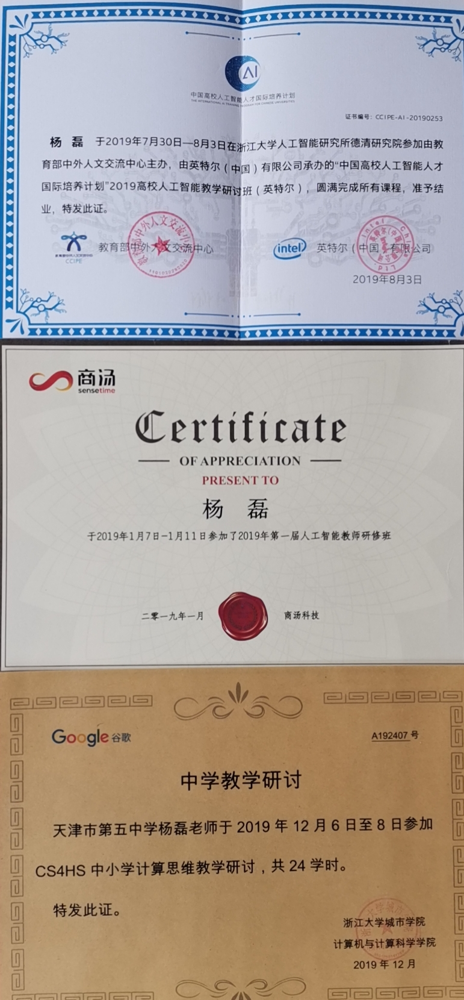 AI
中国高校人工智能人才国际培养计划
THE INTERNATIONAL AI TRAINING PROGRAM FOR CHINESE UNIVERSITIES
证书编号：CCIPE-AI-20190253
杨 磊 于2019年7月30日—8月3日在浙江大学人工智能研究所德清研究院参加由教
育部中外人文交流中心主办，由英特尔（中国）有限公司承办的“中国高校人工智能人才
国际培养计划”2019高校人工智能教学研讨班（英特尔），圆满完成所有课程，准予结
业，特发此证。
教育部中外人文交流中心
CCIPE
教育部中外人文交流中心
intel
英特尔（中国）有限公司
2019年8月3日
商汤
sensetime
Certificate
OF APPRECIATION
PRESENT TO
杨 磊
于2019年1月7日-1月11日参加了2019年第一届人工智能教师研修班
二零一九年一月
商汤科技
Google 谷歌
A192407 号
中学教学研讨
天津市第五中学杨磊老师于 2019 年 12 月 6 日至 8 日参加
CS4HS 中小学计算思维教学研讨，共 24 学时。
特发此证。
浙江大学城市学院
计算机与计算科学学院
2019 年 12 月